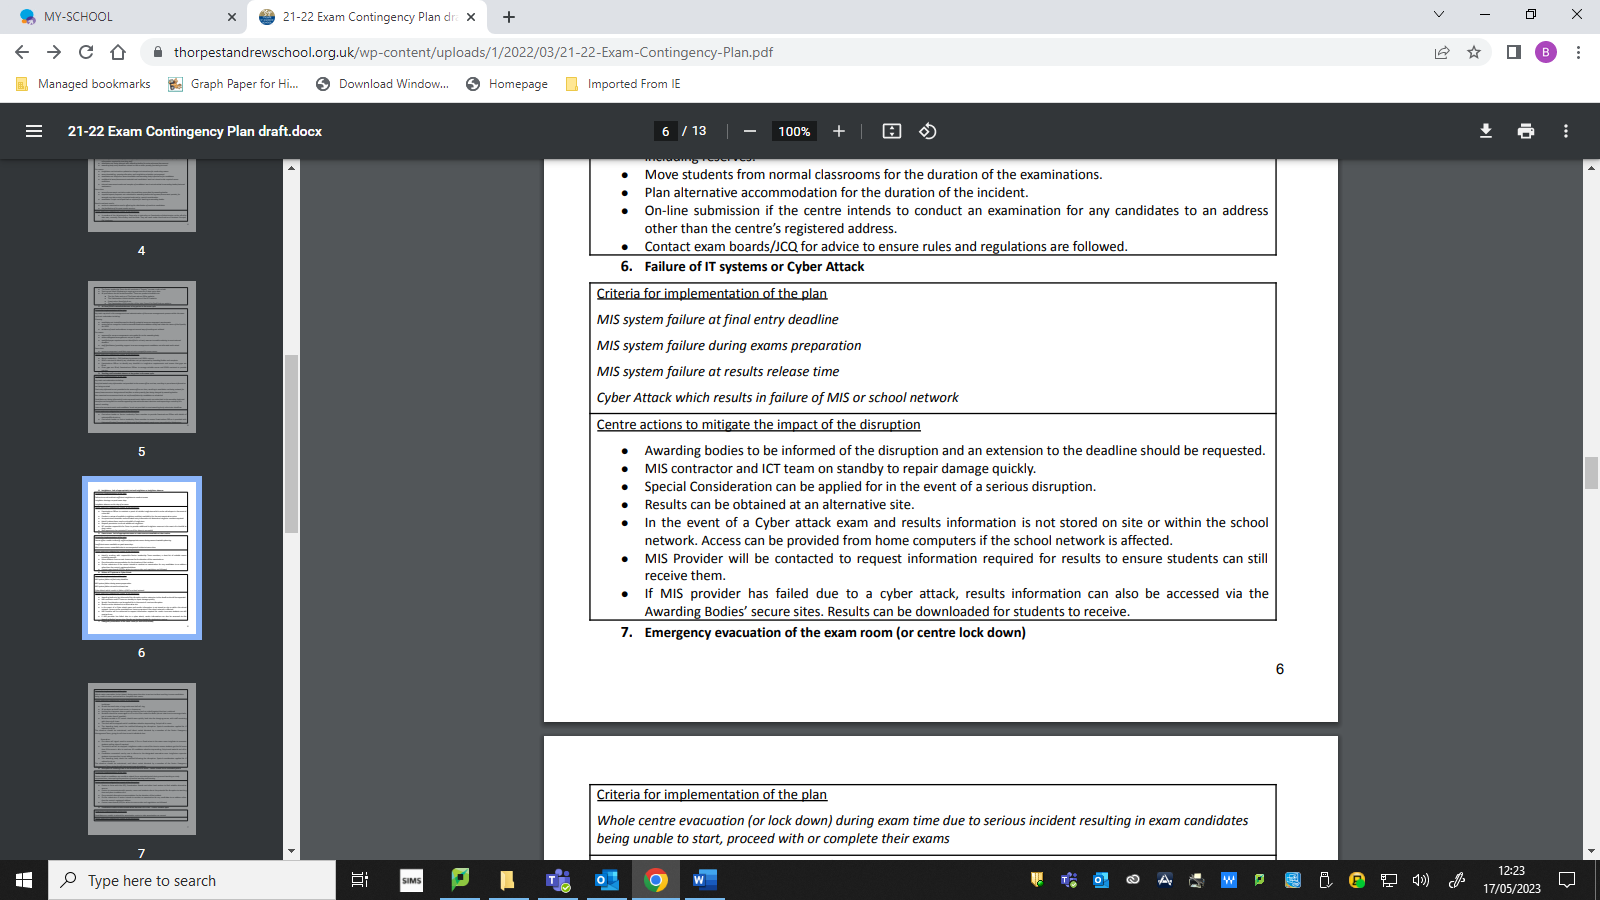 MY-SCHOOL
21-22 Exam Contingency Plan dra
thorpestandrewschool.org.uk/wp-content/uploads/1/2022/03/21-22-Exam-Contingency-Plan.pdf
B
Managed bookmarks
Graph Paper for Hi...
Download Window...
Homepage
Imported From IE
21-22 Exam Contingency Plan draft.docx
6 / 13
100%
including reserves.
• Move students from normal classrooms for the duration of the examinations.
• Plan alternative accommodation for the duration of the incident.
• On-line submission if the centre intends to conduct an examination for any candidates to an address
other than the centre's registered address.
• Contact exam boards/JCQ for advice to ensure rules and regulations are followed.
6. Failure of IT systems or Cyber Attack
Criteria for implementation of the plan
MIS system failure at final entry deadline
MIS system failure during exams preparation
MIS system failure at results release time
Cyber Attack which results in failure of MIS or school network
Centre actions to mitigate the impact of the disruption
• Awarding bodies to be informed of the disruption and an extension to the deadline should be requested.
• MIS contractor and ICT team on standby to repair damage quickly.
• Special Consideration can be applied for in the event of a serious disruption.
• Results can be obtained at an alternative site.
• In the event of a Cyber attack exam and results information is not stored on site or within the school
network. Access can be provided from home computers if the school network is affected.
• MIS Provider will be contacted to request information required for results to ensure students can still
receive them.
• If MIS provider has failed due to a cyber attack, results information can also be accessed via the
Awarding Bodies' secure sites. Results can be downloaded for students to receive.
7. Emergency evacuation of the exam room (or centre lock down)
6
Criteria for implementation of the plan
Whole centre evacuation (or lock down) during exam time due to serious incident resulting in exam candidates
being unable to start, proceed with or complete their exams
4
5
6
7
Type here to search
SIMS
12:23
17/05/2023